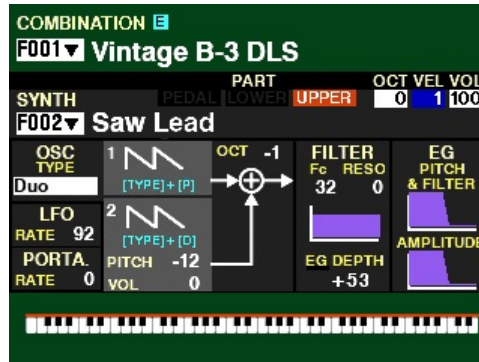 COMBINATION E
F001▼ Vintage B-3 DLS
PART OCT VEL VOL
SYNTH PEDAL LOWER UPPER 0 1 100
F002▼ Saw Lead
OSC TYPE
Duo
LFO
RATE 92
PORTA.
RATE 0
1
[TYPE]+[P]
2
[TYPE]+[D]
PITCH -12
VOL 0
OCT -1
FILTER
Fc RESO
32 0
EG DEPTH
+53
EG
PITCH
& FILTER
AMPLITUDE